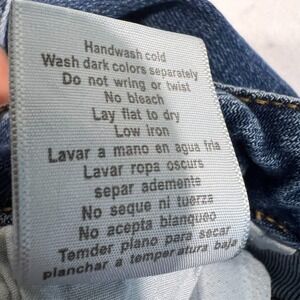 Handwash cold
Wash dark colors separately
Do not wring or twist
No bleach
Lay flat to dry
Low iron
Lavar a mano en agua fria
Lavar ropa oscurs
separ ademente
No seque ni tuerza
No acepta blanqueo
Temder plano para secar
planchar a temperatura baja